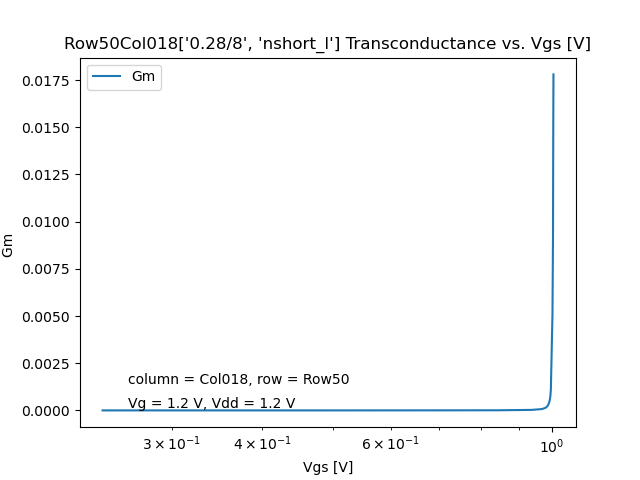 Row50Col018['0.28/8', 'nshort_l'] Transconductance vs. Vgs [V]
Gm
0.0175
0.0150
0.0125
0.0100
0.0075
0.0050
0.0025
0.0000
Gm
column = Col018, row = Row50
Vg = 1.2 V, Vdd = 1.2 V
3 × 10⁻¹ 4 × 10⁻¹ 6 × 10⁻¹ 10⁰
Vgs [V]